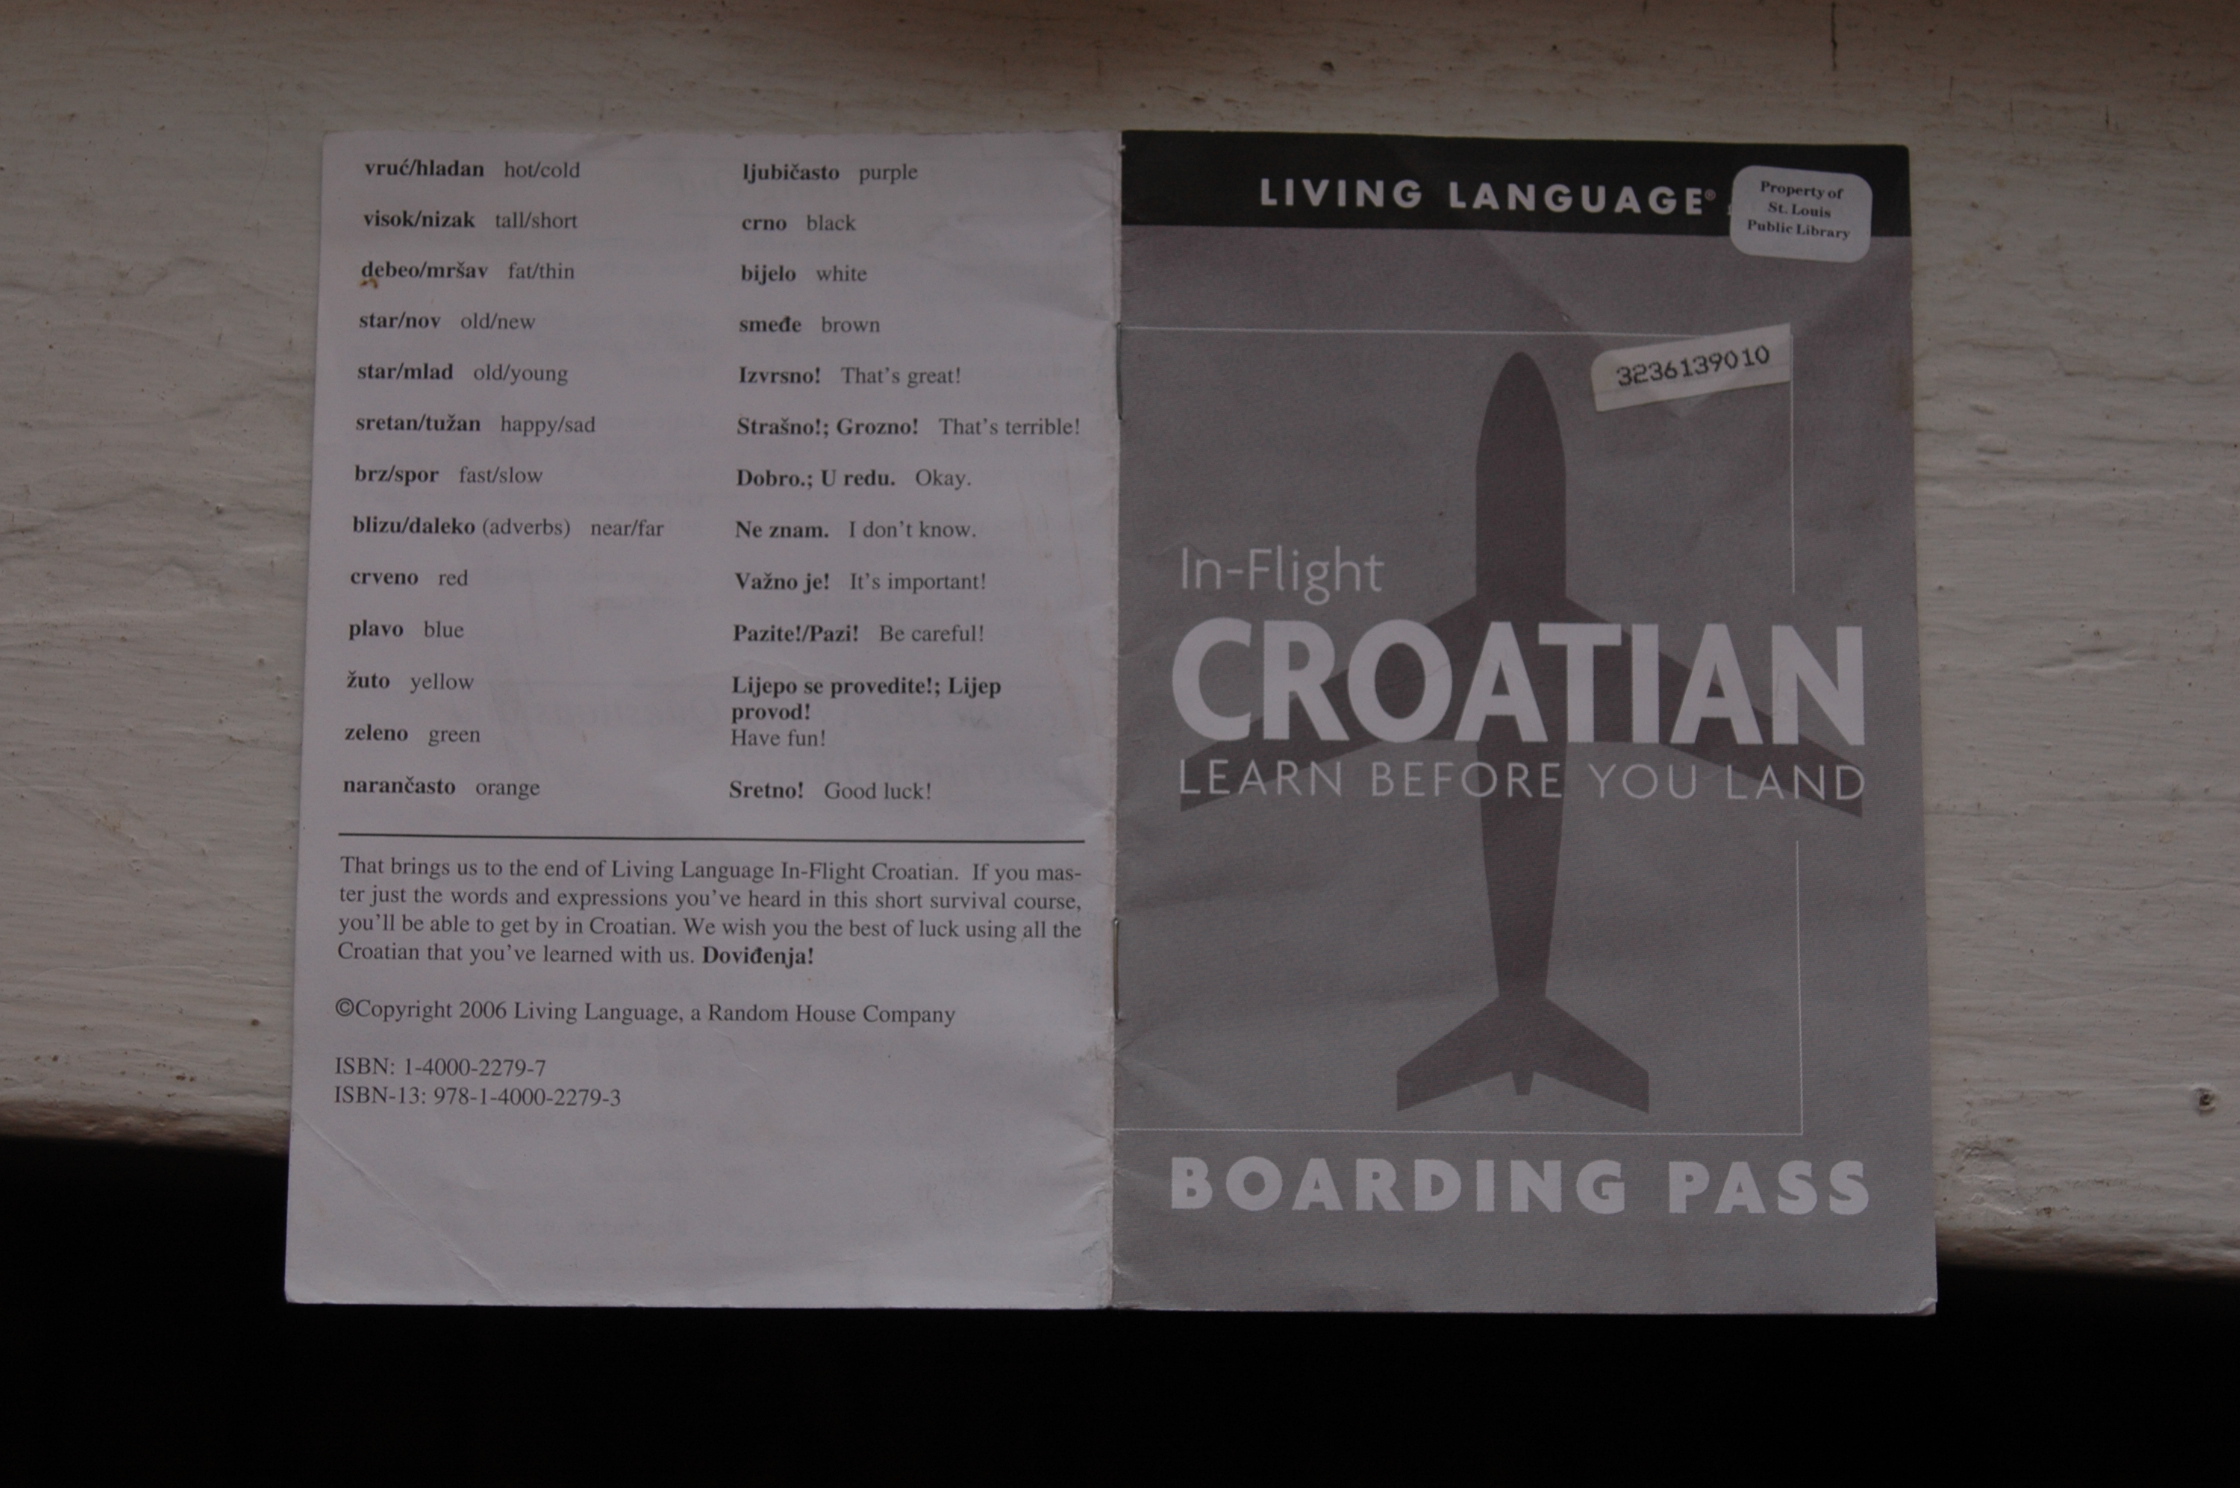 vruć/hladan hot/cold
visok/nizak tall/short
debeo/mršav fat/thin
star/nov old/new
star/mlad old/young
sretan/tužan happy/sad
brz/spor fast/slow
blizu/daleko (adverbs) near/far
crveno red
plavo blue
žuto yellow
zeleno green
narančasto orange
ljubičasto purple
crno black
bijelo white
smeđe brown
Izvrsno! That's great!
Strašno!; Grozno! That's terrible!
Dobro.; U redu. Okay.
Ne znam. I don't know.
Važno je! It's important!
Pazite!/Pazi! Be careful!
Lijepo se provedite!; Lijep
provod!
Have fun!
Sretno! Good luck!
That brings us to the end of Living Language In-Flight Croatian. If you mas-
ter just the words and expressions you've heard in this short survival course,
you'll be able to get by in Croatian. We wish you the best of luck using all the
Croatian that you've learned with us. Doviđenja!
©Copyright 2006 Living Language, a Random House Company
ISBN: 1-4000-2279-7
ISBN-13: 978-1-4000-2279-3
LIVING LANGUAGE®
Property of
St. Louis
Public Library
3236139010
In-Flight
CROATIAN
LEARN BEFORE YOU LAND
BOARDING PASS